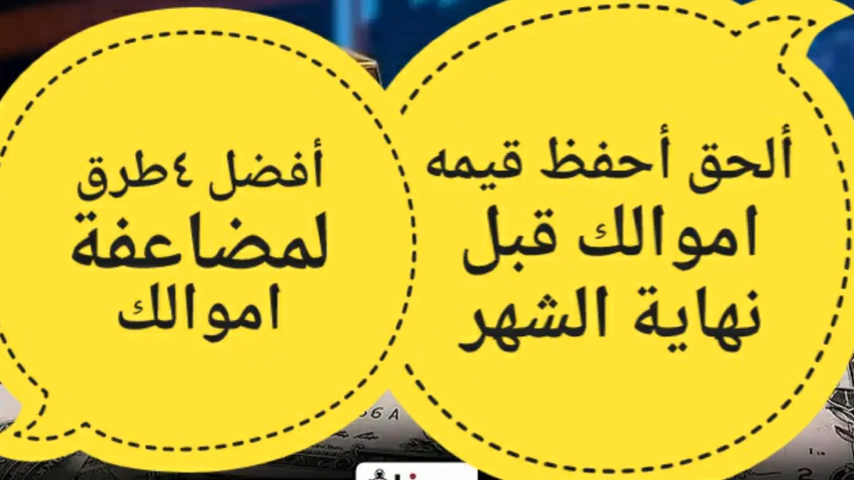 ألحق أحفظ قيمه
اموالك قبل
نهاية الشهر
أفضل ٤طرق
لمضاعفة
اموالك